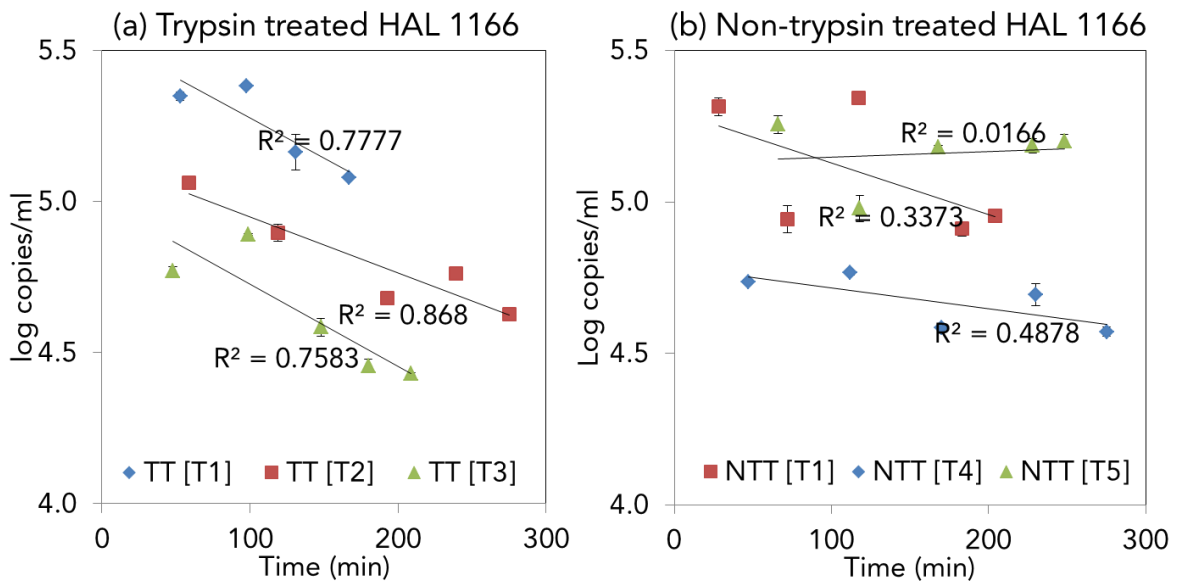 (a) Trypsin treated HAL 1166
5.5
5.0
4.5
4.0
log copies/ml
R² = 0.7777
R² = 0.868
R² = 0.7583
TT [T1] TT [T2] TT [T3]
0 100 200 300
Time (min)
(b) Non-trypsin treated HAL 1166
5.5
5.0
4.5
4.0
Log copies/ml
R² = 0.0166
R² = 0.3373
R² = 0.4878
NTT [T1] NTT [T4] NTT [T5]
0 100 200 300
Time (min)